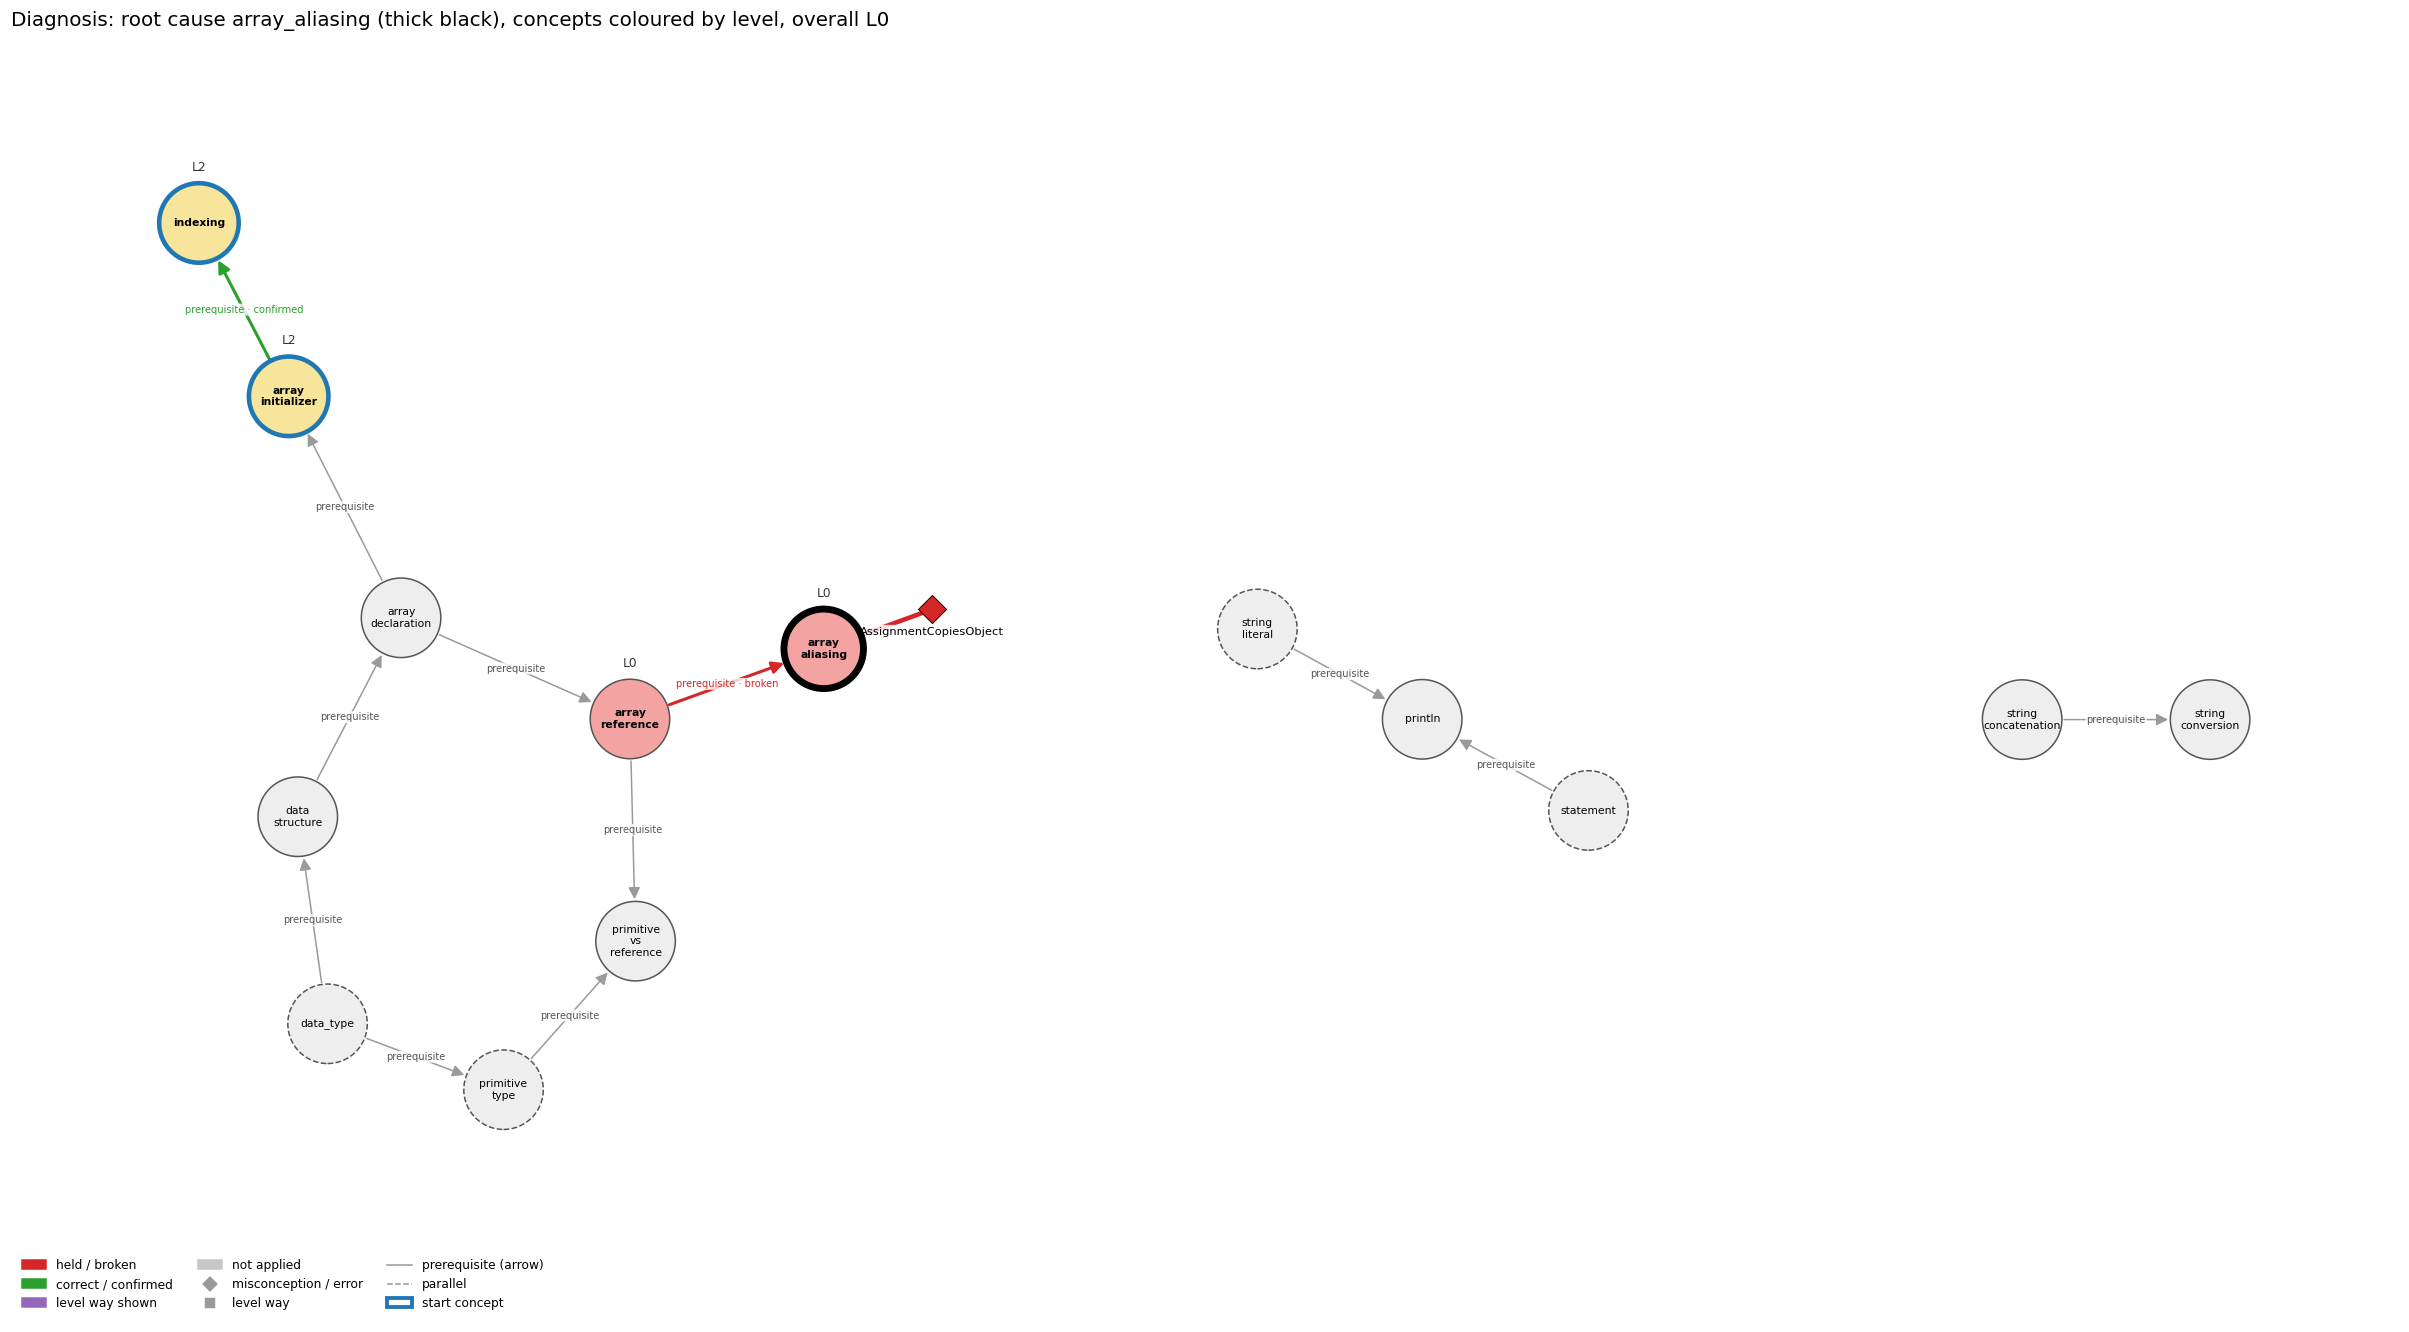 Diagnosis: root cause array_aliasing (thick black), concepts coloured by level, overall L0
L2
indexing
prerequisite · confirmed
L2
array
initializer
prerequisite
array
declaration
prerequisite
L0
array
reference
prerequisite · broken
L0
array
aliasing
AssignmentCopiesObject
prerequisite
data
structure
prerequisite
data_type
prerequisite
primitive
type
prerequisite
primitive
vs
reference
prerequisite
string
literal
prerequisite
println
prerequisite
statement
string
concatenation
prerequisite
string
conversion
held / broken
correct / confirmed
level way shown
not applied
misconception / error
level way
prerequisite (arrow)
parallel
start concept